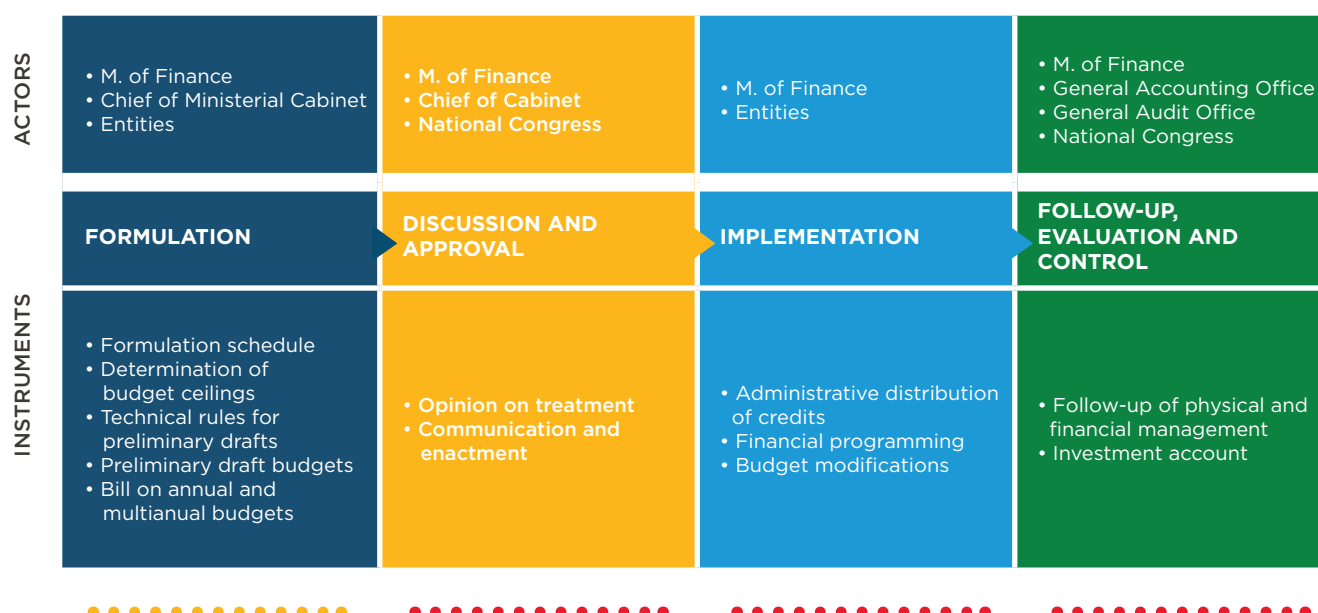 ACTORS
• M. of Finance
• Chief of Ministerial Cabinet
• Entities
• M. of Finance
• Chief of Cabinet
• National Congress
• M. of Finance
• Entities
• M. of Finance
• General Accounting Office
• General Audit Office
• National Congress
FORMULATION
DISCUSSION AND
APPROVAL
IMPLEMENTATION
FOLLOW-UP,
EVALUATION AND
CONTROL
INSTRUMENTS
• Formulation schedule
• Determination of
budget ceilings
• Technical rules for
preliminary drafts
• Preliminary draft budgets
• Bill on annual and
multianual budgets
• Opinion on treatment
• Communication and
enactment
• Administrative distribution
of credits
• Financial programming
• Budget modifications
• Follow-up of physical and
financial management
• Investment account